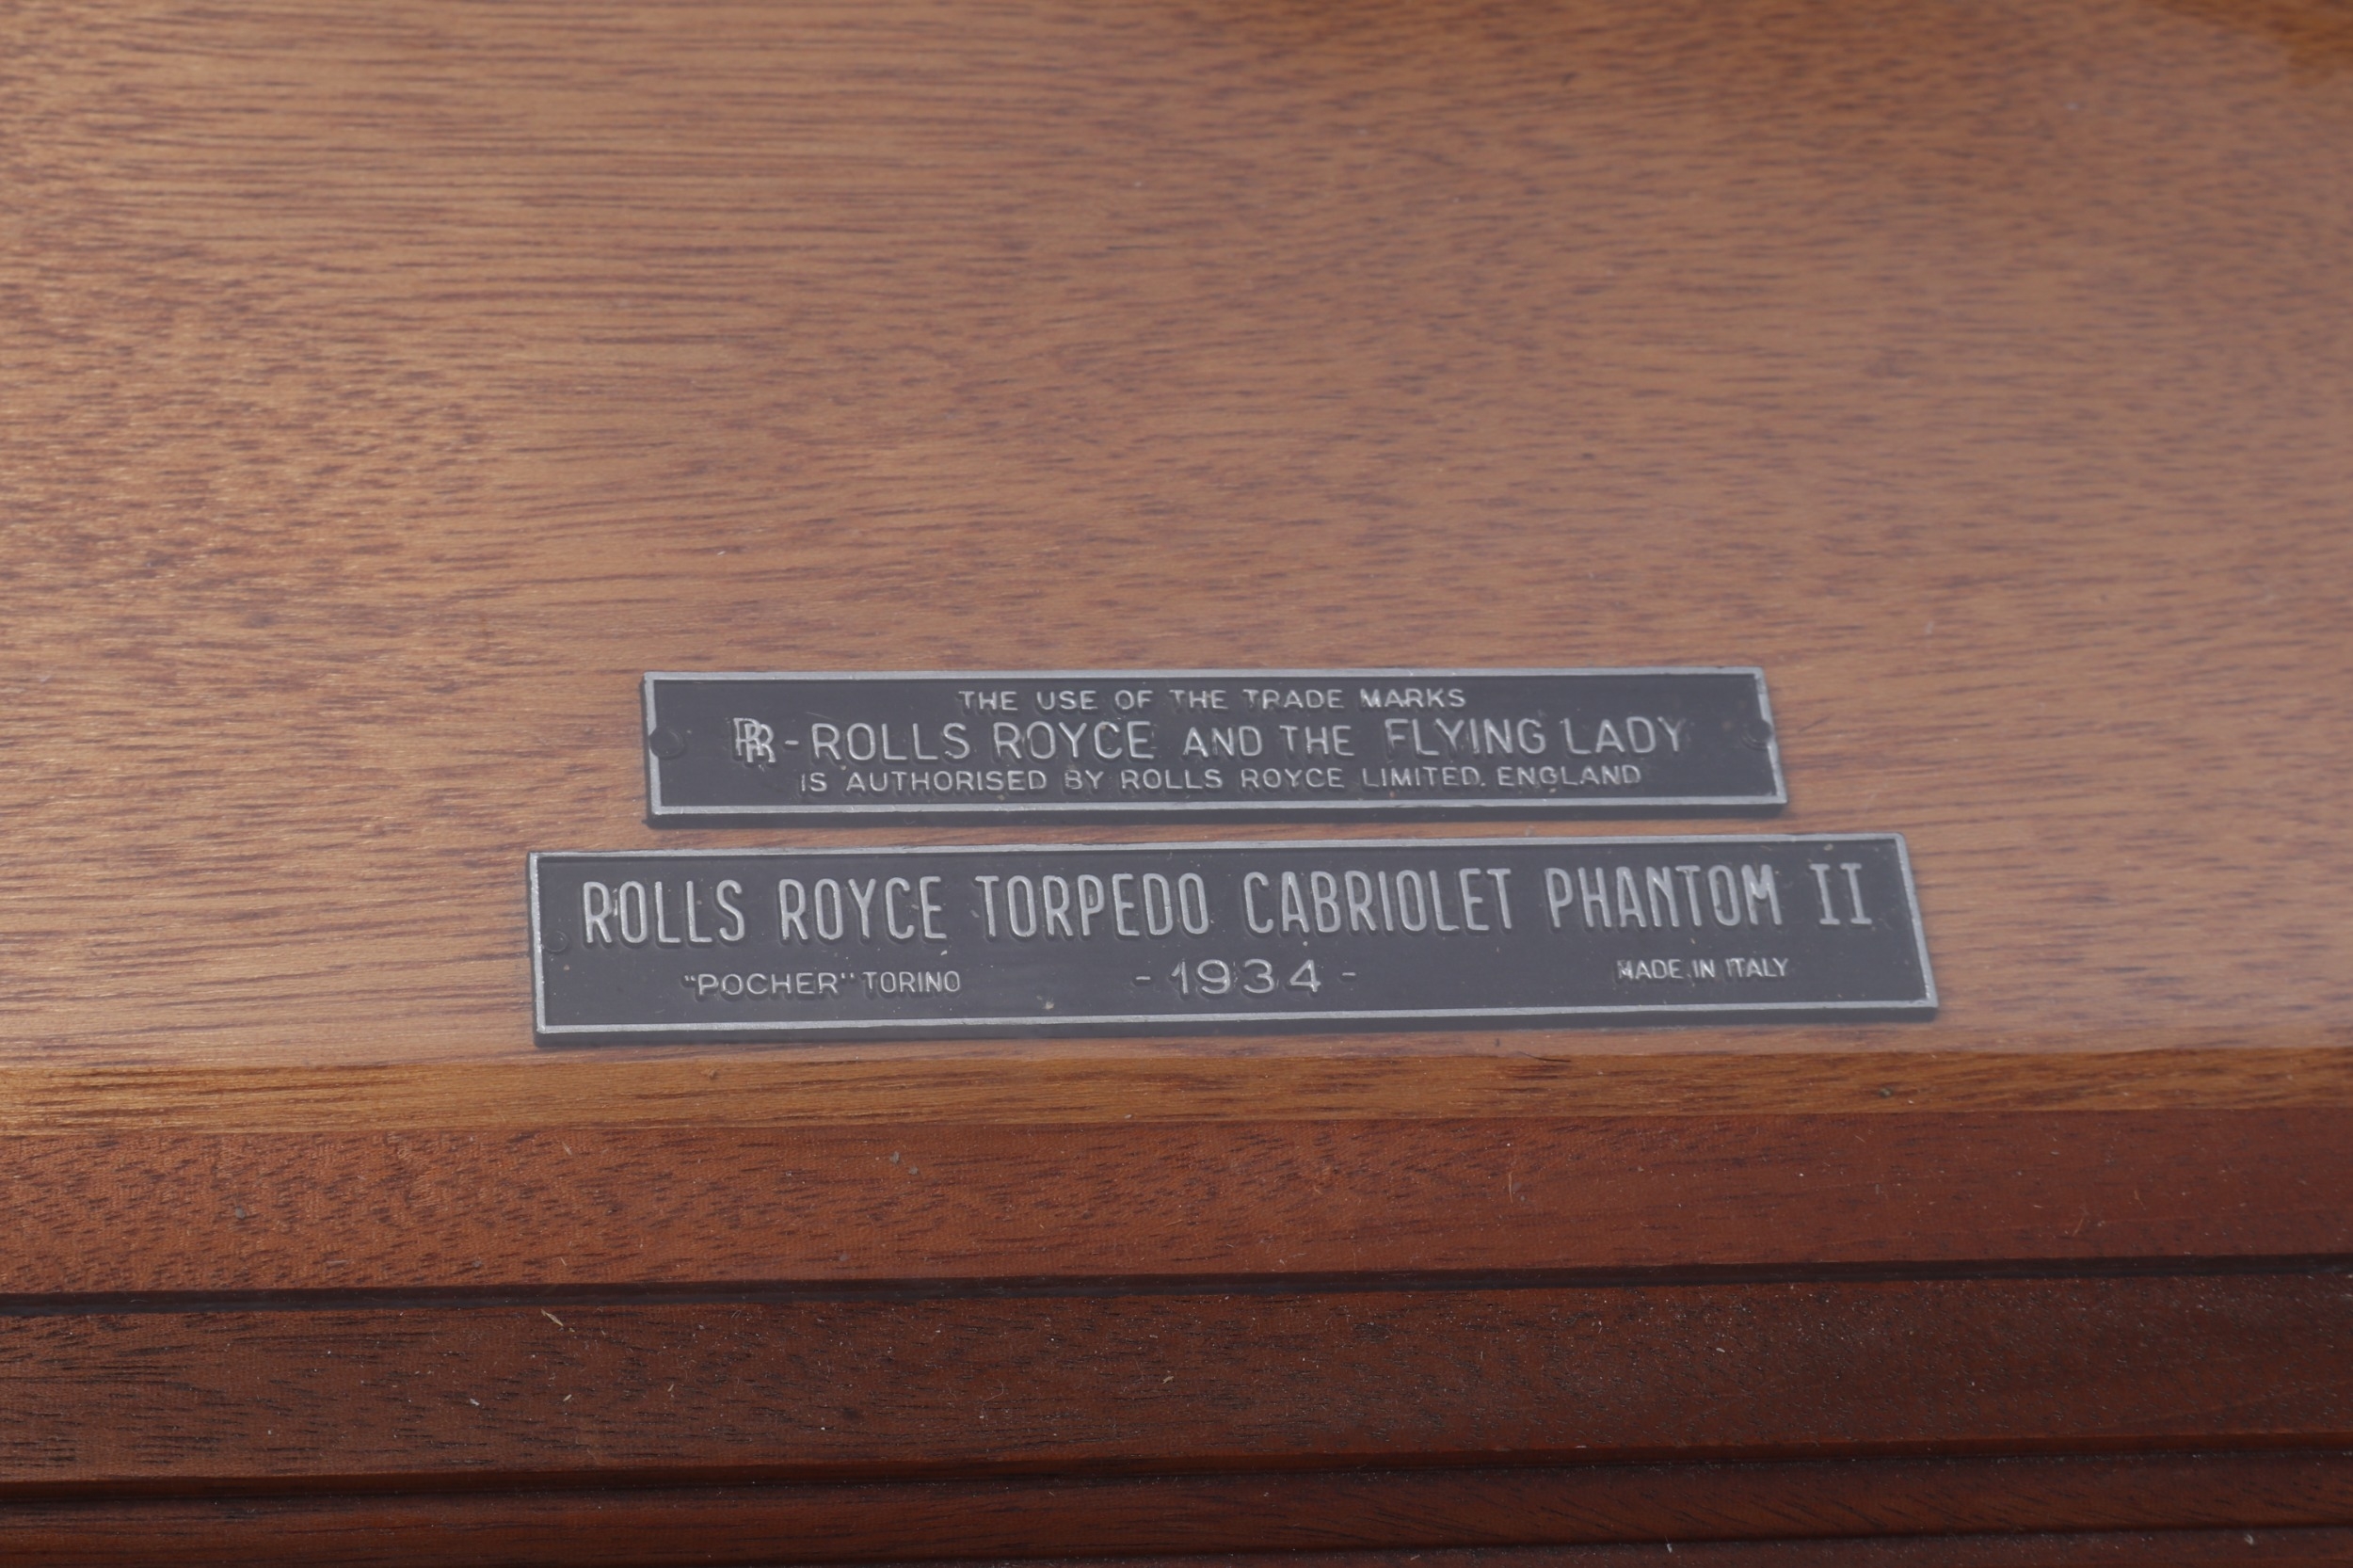 THE USE OF THE TRADE MARKS
RR - ROLLS ROYCE AND THE FLYING LADY
IS AUTHORISED BY ROLLS ROYCE LIMITED. ENGLAND
ROLLS ROYCE TORPEDO CABRIOLET PHANTOM II
"POCHER" TORINO - 1934 - MADE IN ITALY